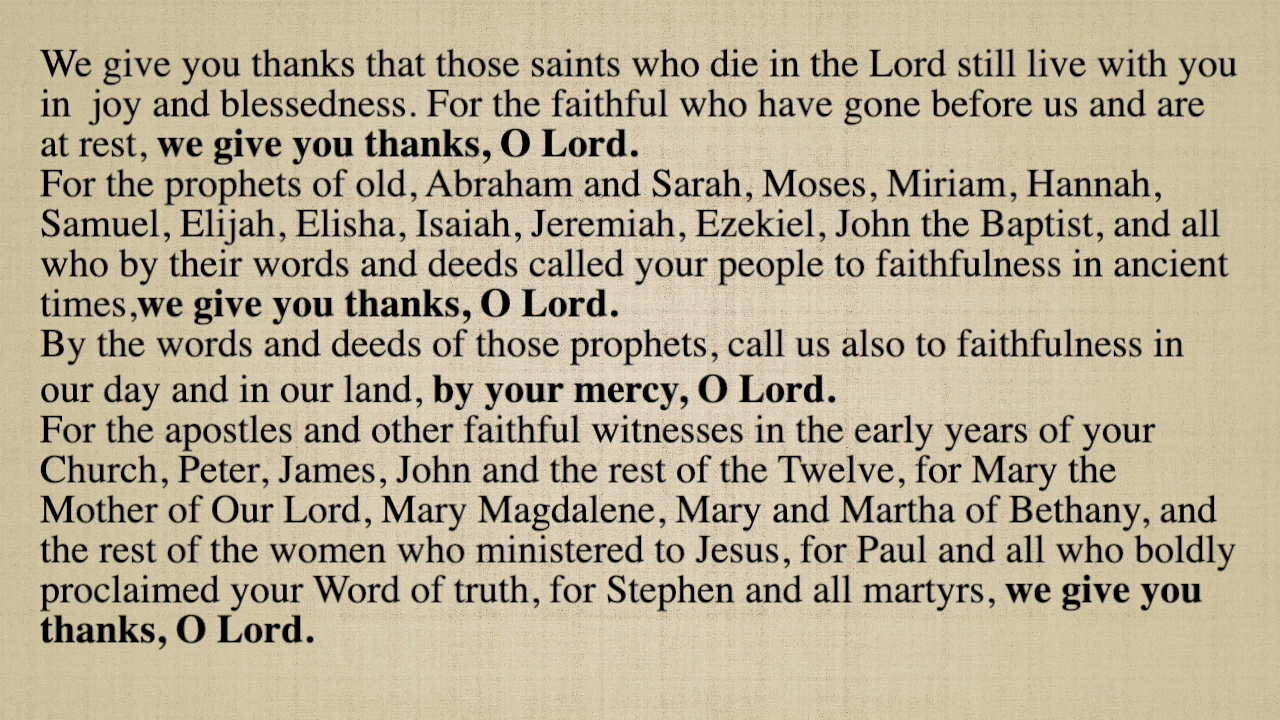 We give you thanks that those saints who die in the Lord still live with you
in  joy and blessedness. For the faithful who have gone before us and are
at rest, we give you thanks, O Lord.
For the prophets of old, Abraham and Sarah, Moses, Miriam, Hannah,
Samuel, Elijah, Elisha, Isaiah, Jeremiah, Ezekiel, John the Baptist, and all
who by their words and deeds called your people to faithfulness in ancient
times,we give you thanks, O Lord.
By the words and deeds of those prophets, call us also to faithfulness in
our day and in our land, by your mercy, O Lord.
For the apostles and other faithful witnesses in the early years of your
Church, Peter, James, John and the rest of the Twelve, for Mary the
Mother of Our Lord, Mary Magdalene, Mary and Martha of Bethany, and
the rest of the women who ministered to Jesus, for Paul and all who boldly
proclaimed your Word of truth, for Stephen and all martyrs, we give you
thanks, O Lord.